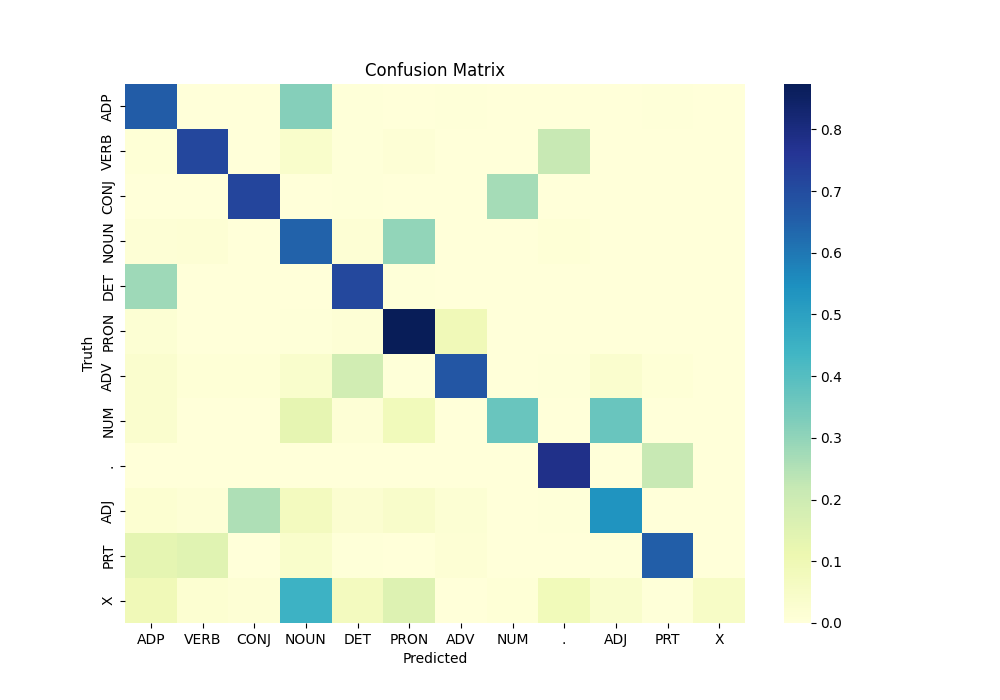 Confusion Matrix
Truth
ADP
VERB
CONJ
NOUN
DET
PRON
ADV
NUM
.
ADJ
PRT
X
ADP VERB CONJ NOUN DET PRON ADV NUM . ADJ PRT X
Predicted
0.8
0.7
0.6
0.5
0.4
0.3
0.2
0.1
0.0